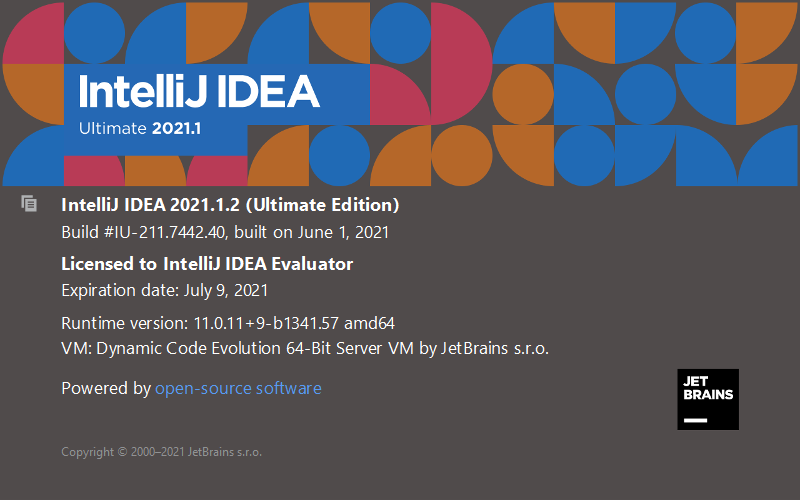 IntelliJ IDEA
Ultimate 2021.1
IntelliJ IDEA 2021.1.2 (Ultimate Edition)
Build #IU-211.7442.40, built on June 1, 2021
Licensed to IntelliJ IDEA Evaluator
Expiration date: July 9, 2021
Runtime version: 11.0.11+9-b1341.57 amd64
VM: Dynamic Code Evolution 64-Bit Server VM by JetBrains s.r.o.
Powered by open-source software
JET
BRAINS
Copyright © 2000–2021 JetBrains s.r.o.